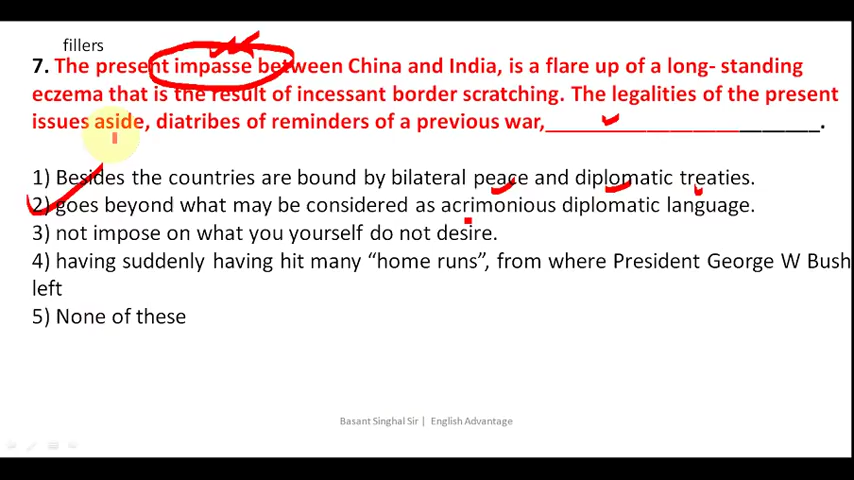 fillers
7. The present impasse between China and India, is a flare up of a long- standing
eczema that is the result of incessant border scratching. The legalities of the present
issues aside, diatribes of reminders of a previous war,____________________.
1) Besides the countries are bound by bilateral peace and diplomatic treaties.
2) goes beyond what may be considered as acrimonious diplomatic language.
3) not impose on what you yourself do not desire.
4) having suddenly having hit many “home runs”, from where President George W Bush
left
5) None of these
Basant Singhal Sir | English Advantage